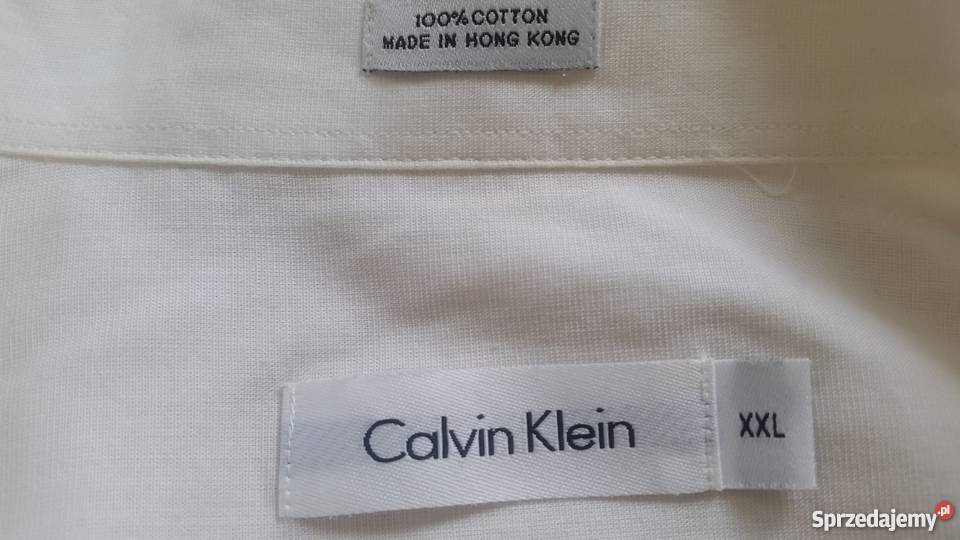 100% COTTON
MADE IN HONG KONG
Calvin Klein
XXL
Sprzedajemy.pl